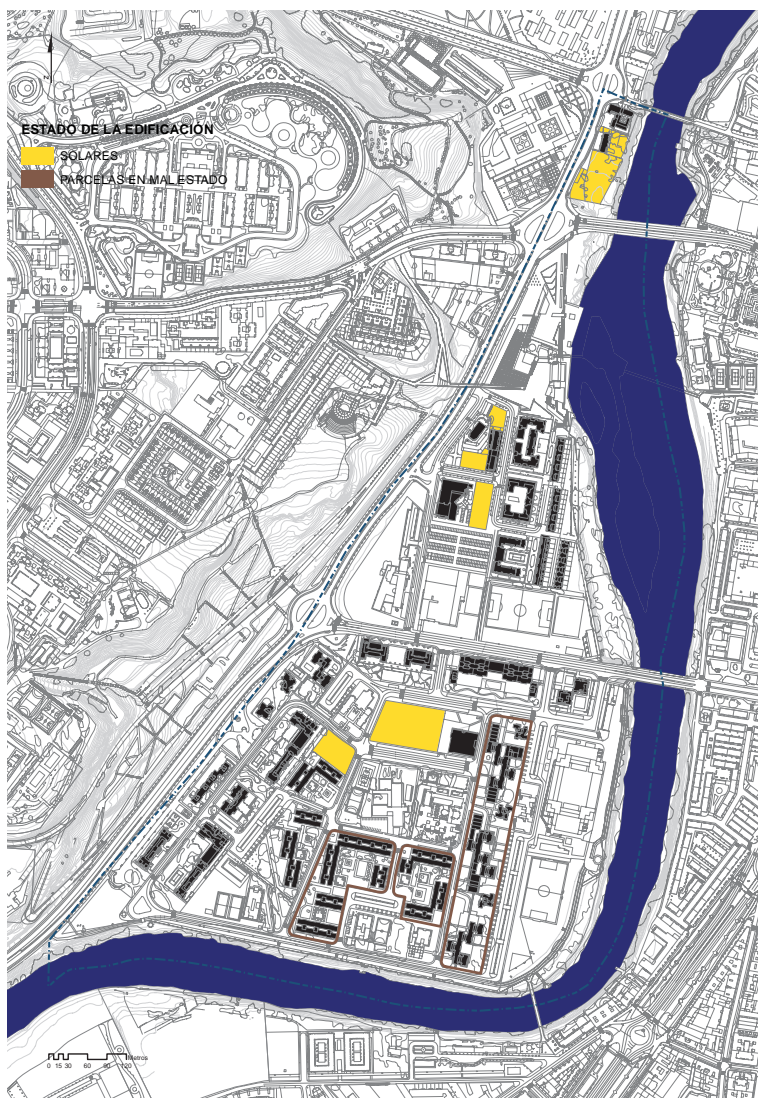 N
ESTADO DE LA EDIFICACIÓN
SOLARES
PARCELAS EN MAL ESTADO
Metros
0 15 30 60 90 120